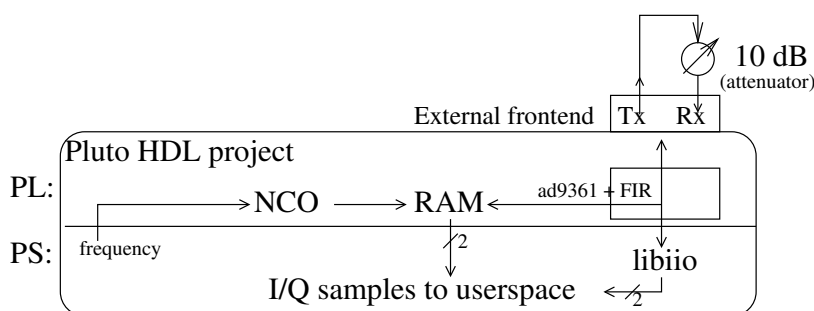 10 dB
(attenuator)
External frontend
Tx
Rx
Pluto HDL project
PL:
NCO
RAM
ad9361 + FIR
PS:
frequency
2
libiio
I/Q samples to userspace
2